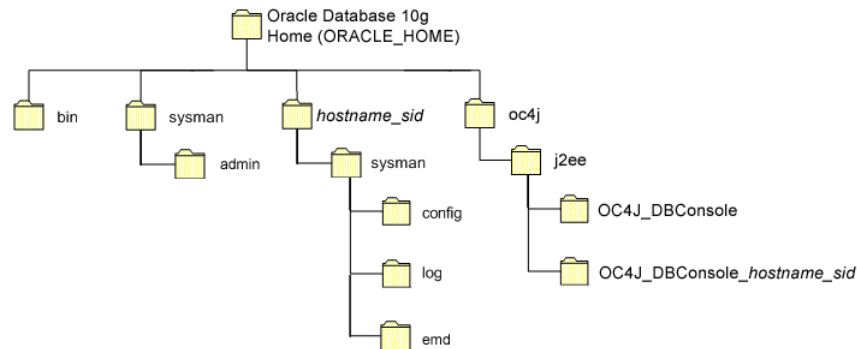 Oracle Database 10g
Home (ORACLE_HOME)
bin
sysman
hostname_sid
oc4j
admin
sysman
j2ee
config
OC4J_DBConsole
log
OC4J_DBConsole_hostname_sid
emd